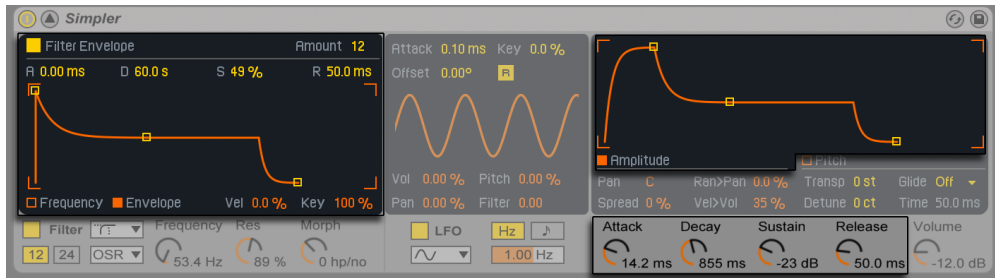 Simpler
Filter Envelope Amount 12
A 0.00 ms D 60.0 s S 49 % R 50.0 ms
Frequency Envelope Vel 0.0 % Key 100 %
Attack 0.10 ms Key 0.0 %
Offset 0.00° R
Vol 0.00 % Pitch 0.00 %
Pan 0.00 % Filter 0.00
Amplitude Pitch
Pan C Ran>Pan 0.0 % Transp 0 st Glide Off
Spread 0 % Vel>Vol 35 % Detune 0 ct Time 50.0 ms
Filter Frequency Res Morph
12 24 OSR 53.4 Hz 89 % 0 hp/no
LFO Hz
1.00 Hz
Attack Decay Sustain Release Volume
14.2 ms 855 ms -23 dB 50.0 ms -12.0 dB